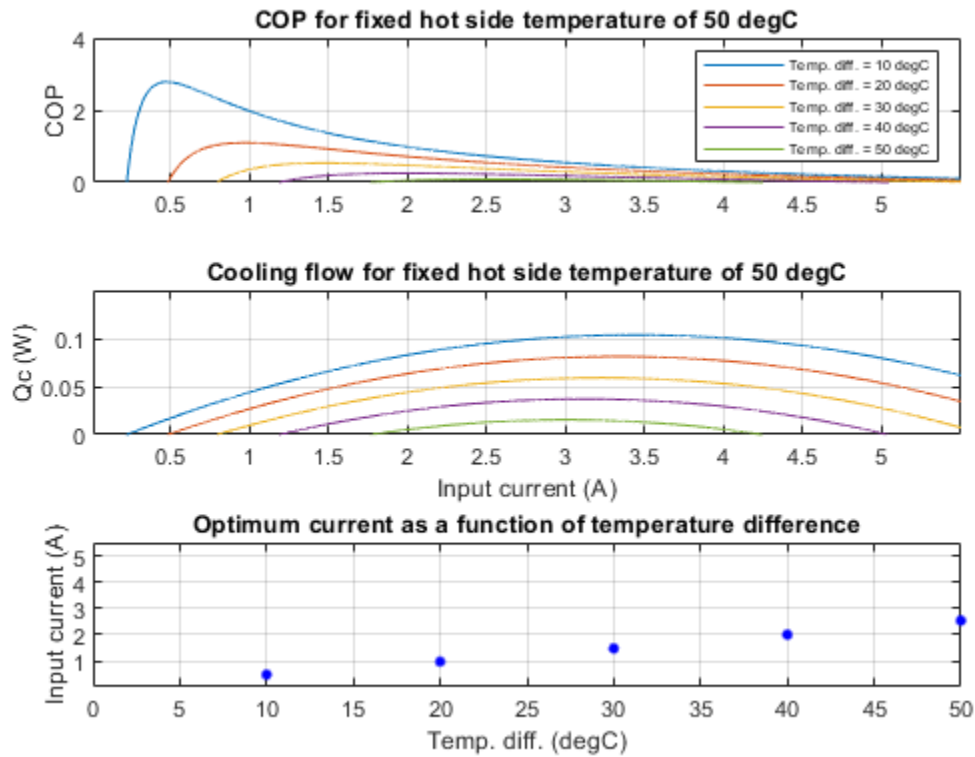 COP for fixed hot side temperature of 50 degC
4
2
0
COP
Temp. diff. = 10 degC
Temp. diff. = 20 degC
Temp. diff. = 30 degC
Temp. diff. = 40 degC
Temp. diff. = 50 degC
0.5 1 1.5 2 2.5 3 3.5 4 4.5 5
Cooling flow for fixed hot side temperature of 50 degC
0.1
0.05
0
Qc (W)
0.5 1 1.5 2 2.5 3 3.5 4 4.5 5
Input current (A)
Optimum current as a function of temperature difference
5
4
3
2
1
Input current (A)
0 5 10 15 20 25 30 35 40 45 50
Temp. diff. (degC)